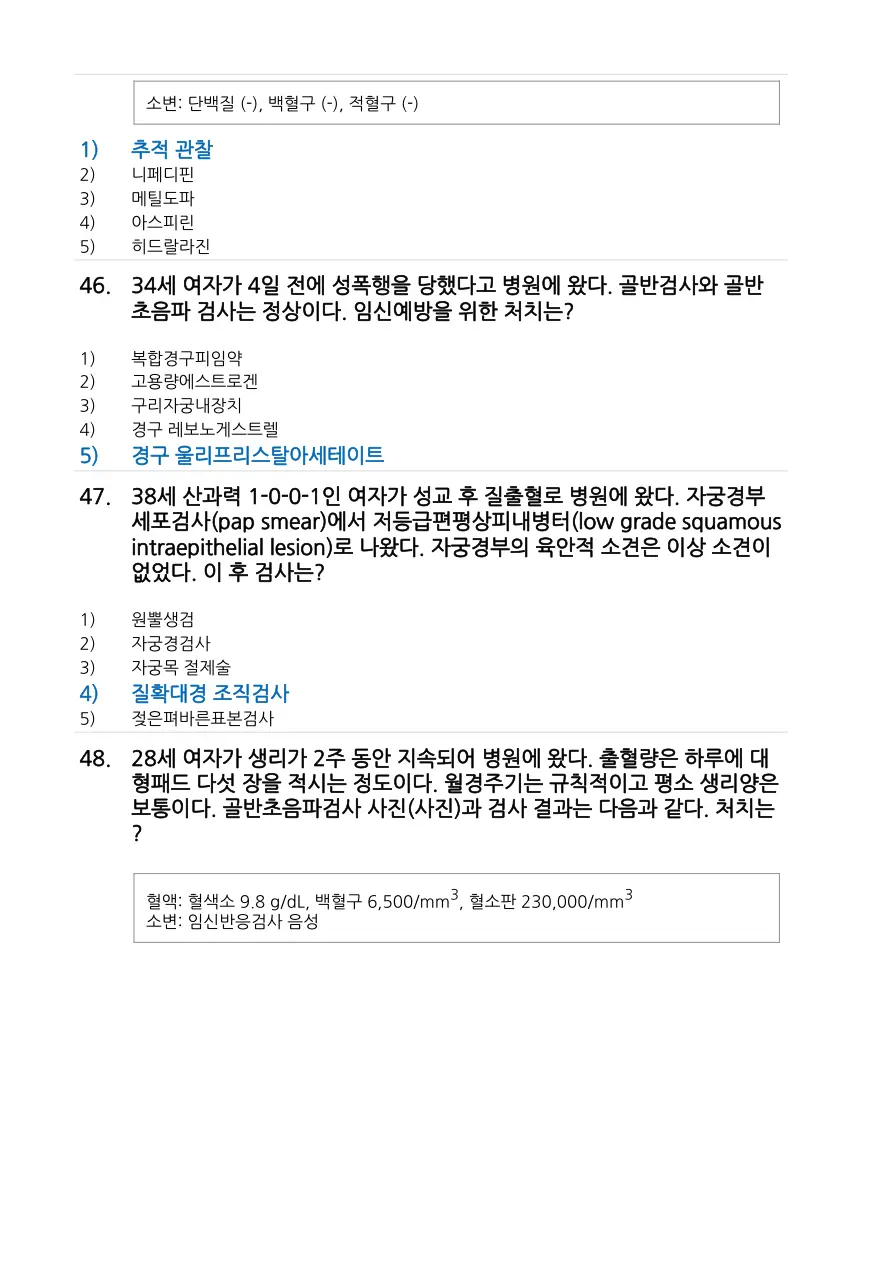 소변: 단백질 (-), 백혈구 (-), 적혈구 (-)
1) 추적 관찰
2) 니페디핀
3) 메틸도파
4) 아스피린
5) 히드랄라진
46. 34세 여자가 4일 전에 성폭행을 당했다고 병원에 왔다. 골반검사와 골반
초음파 검사는 정상이다. 임신예방을 위한 처치는?
1) 복합경구피임약
2) 고용량에스트로겐
3) 구리자궁내장치
4) 경구 레보노게스트렐
5) 경구 울리프리스탈아세테이트
47. 38세 산과력 1-0-0-1인 여자가 성교 후 질출혈로 병원에 왔다. 자궁경부
세포검사(pap smear)에서 저등급편평상피내병터(low grade squamous
intraepithelial lesion)로 나왔다. 자궁경부의 육안적 소견은 이상 소견이
없었다. 이 후 검사는?
1) 원뿔생검
2) 자궁경검사
3) 자궁목 절제술
4) 질확대경 조직검사
5) 젖은펴바른표본검사
48. 28세 여자가 생리가 2주 동안 지속되어 병원에 왔다. 출혈량은 하루에 대
형패드 다섯 장을 적시는 정도이다. 월경주기는 규칙적이고 평소 생리양은
보통이다. 골반초음파검사 사진(사진)과 검사 결과는 다음과 같다. 처치는
?
혈액: 혈색소 9.8 g/dL, 백혈구 6,500/mm³, 혈소판 230,000/mm³
소변: 임신반응검사 음성